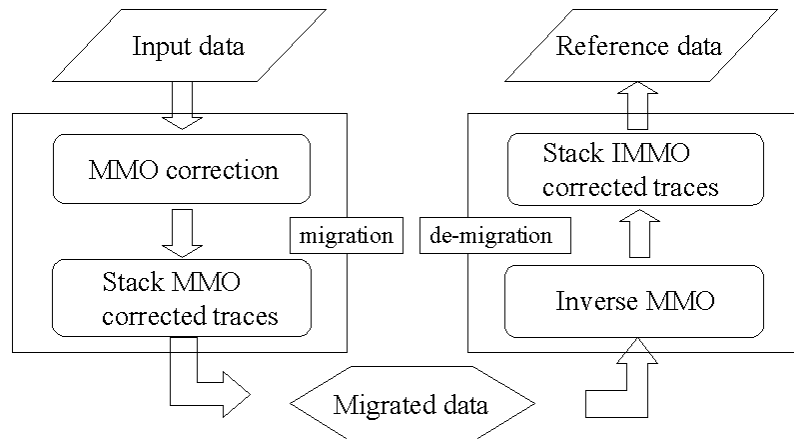 Input data
MMO correction
migration
Stack MMO
corrected traces
Migrated data
Inverse MMO
de-migration
Stack IMMO
corrected traces
Reference data